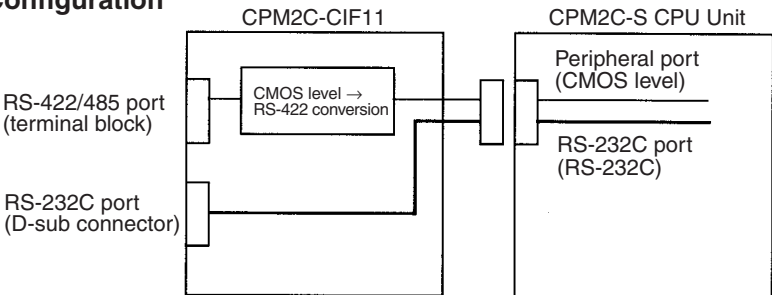 Configuration
CPM2C-CIF11
CPM2C-S CPU Unit
RS-422/485 port
(terminal block)
CMOS level →
RS-422 conversion
Peripheral port
(CMOS level)
RS-232C port
(RS-232C)
RS-232C port
(D-sub connector)